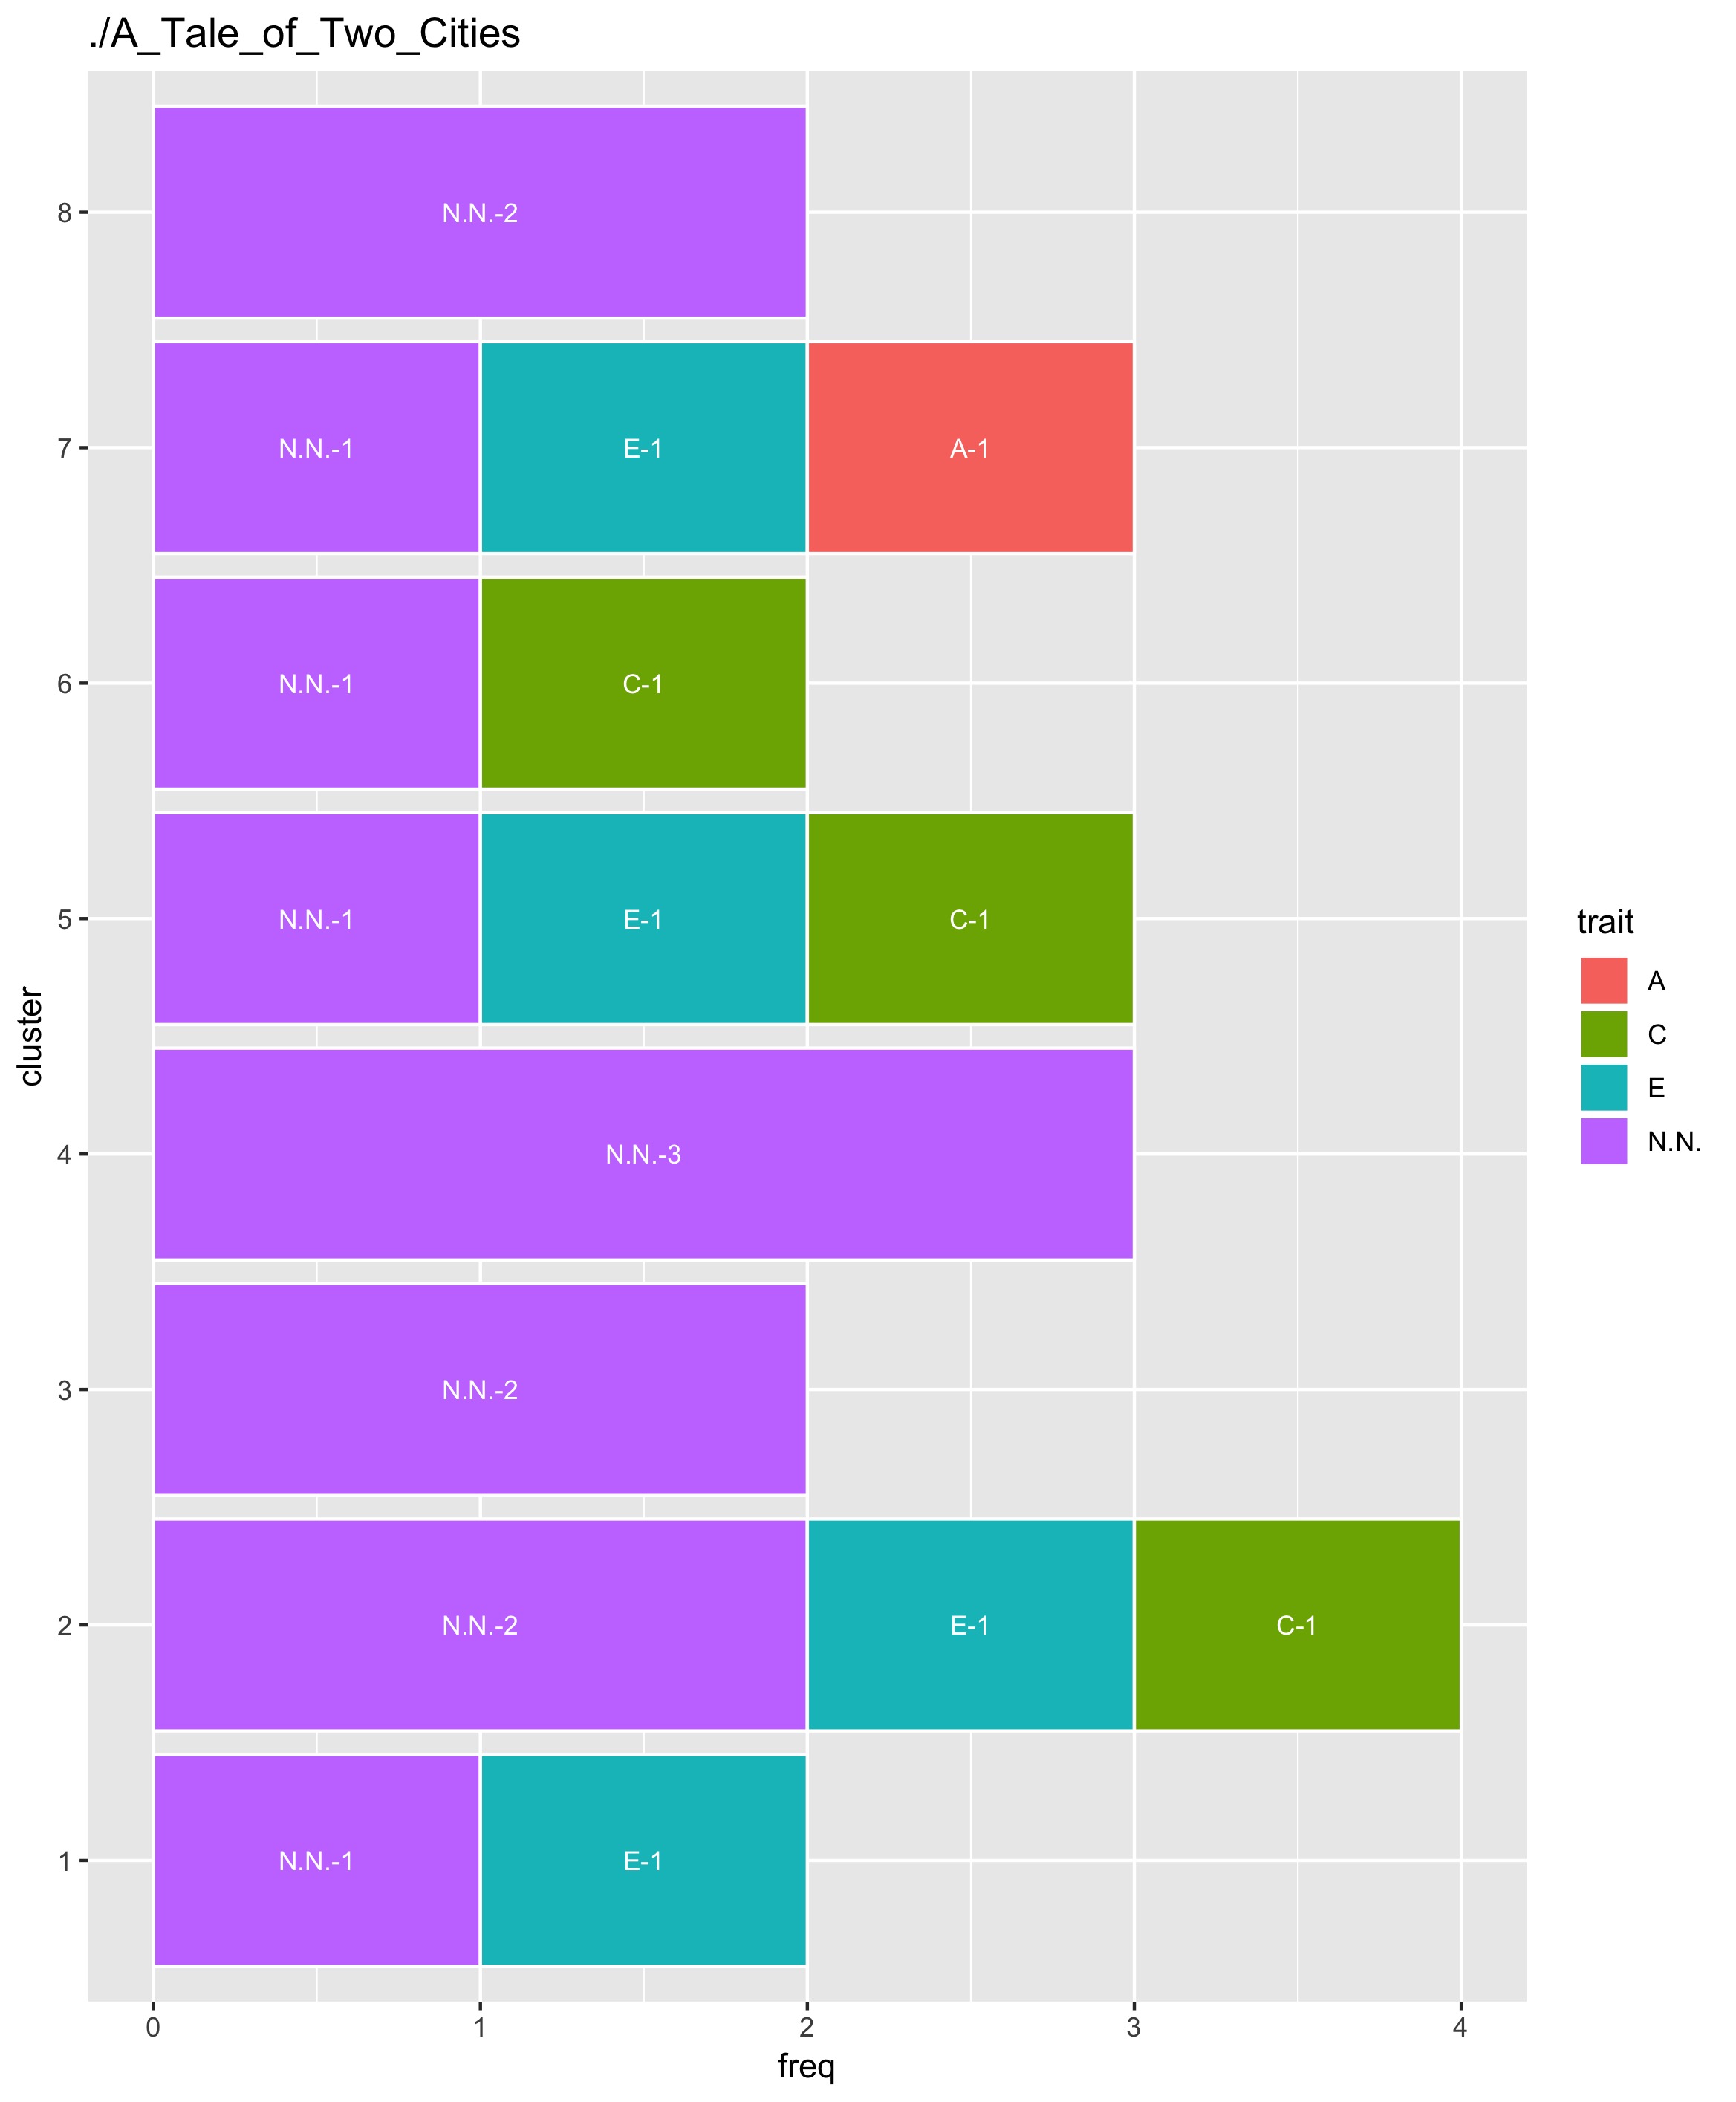 ./A_Tale_of_Two_Cities
8
N.N.-2
7
N.N.-1 E-1 A-1
6
N.N.-1 C-1
5
N.N.-1 E-1 C-1
4
N.N.-3
3
N.N.-2
2
N.N.-2 E-1 C-1
1
N.N.-1 E-1
cluster
0 1 2 3 4
freq
trait
A
C
E
N.N.